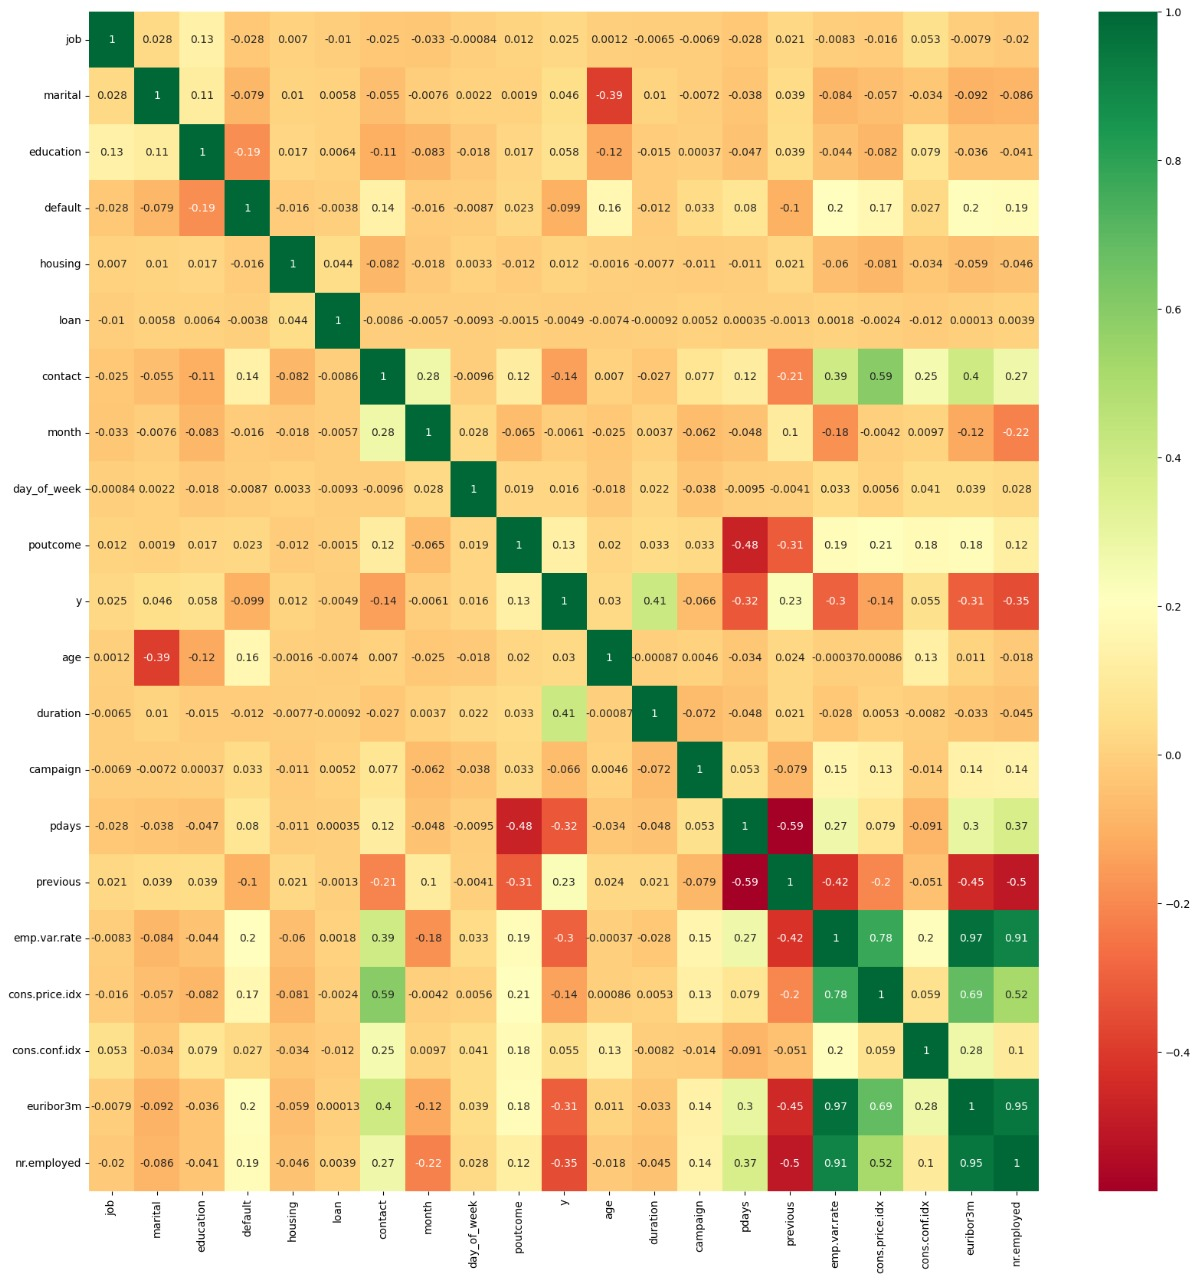 job 1 0.028 0.13 -0.028 0.007 -0.01 -0.025 -0.033 -0.00084 0.012 0.025 0.0012 -0.0065 -0.0069 -0.028 0.021 -0.0083 -0.016 0.053 -0.0079 -0.02
marital 0.028 1 0.11 -0.079 0.01 0.0058 -0.055 -0.0076 0.0022 0.0019 0.046 -0.39 0.01 -0.0072 -0.038 0.039 -0.084 -0.057 -0.034 -0.092 -0.086
education 0.13 0.11 1 -0.19 0.017 0.0064 -0.11 -0.083 -0.018 0.017 0.058 -0.12 -0.015 0.00037 -0.047 0.039 -0.044 -0.082 0.079 -0.036 -0.041
default -0.028 -0.079 -0.19 1 -0.016 -0.0038 0.14 -0.016 -0.0087 0.023 -0.099 0.16 -0.012 0.033 0.08 -0.1 0.2 0.17 0.027 0.2 0.19
housing 0.007 0.01 0.017 -0.016 1 0.044 -0.082 -0.018 0.0033 -0.012 0.012 -0.0016 -0.0077 -0.011 -0.011 0.021 -0.06 -0.081 -0.034 -0.059 -0.046
loan -0.01 0.0058 0.0064 -0.0038 0.044 1 -0.0086 -0.0057 -0.0093 -0.0015 -0.0049 -0.0074 -0.00092 0.0052 0.00035 -0.0013 0.0018 -0.0024 -0.012 0.00013 0.0039
contact -0.025 -0.055 -0.11 0.14 -0.082 -0.0086 1 0.28 -0.0096 0.12 -0.14 0.007 -0.027 0.077 0.12 -0.21 0.39 0.59 0.25 0.4 0.27
month -0.033 -0.0076 -0.083 -0.016 -0.018 -0.0057 0.28 1 0.028 -0.065 -0.0061 -0.025 0.0037 -0.062 -0.048 0.1 -0.18 -0.0042 0.0097 -0.12 -0.22
day_of_week -0.00084 0.0022 -0.018 -0.0087 0.0033 -0.0093 -0.0096 0.028 1 0.019 0.016 -0.018 0.022 -0.038 -0.0095 -0.0041 0.033 0.0056 0.041 0.039 0.028
poutcome 0.012 0.0019 0.017 0.023 -0.012 -0.0015 0.12 -0.065 0.019 1 0.13 0.02 0.033 0.033 -0.48 -0.31 0.19 0.21 0.18 0.18 0.12
y 0.025 0.046 0.058 -0.099 0.012 -0.0049 -0.14 -0.0061 0.016 0.13 1 0.03 0.41 -0.066 -0.32 0.23 -0.3 -0.14 0.055 -0.31 -0.35
age 0.0012 -0.39 -0.12 0.16 -0.0016 -0.0074 0.007 -0.025 -0.018 0.02 0.03 1 -0.00087 0.0046 -0.034 0.024 -0.00037 0.00086 0.13 0.011 -0.018
duration -0.0065 0.01 -0.015 -0.012 -0.0077 -0.00092 -0.027 0.0037 0.022 0.033 0.41 -0.00087 1 -0.072 -0.048 0.021 -0.028 0.0053 -0.0082 -0.033 -0.045
campaign -0.0069 -0.0072 0.00037 0.033 -0.011 0.0052 0.077 -0.062 -0.038 0.033 -0.066 0.0046 -0.072 1 0.053 -0.079 0.15 0.13 -0.014 0.14 0.14
pdays -0.028 -0.038 -0.047 0.08 -0.011 0.00035 0.12 -0.048 -0.0095 -0.48 -0.32 -0.034 -0.048 0.053 1 -0.59 0.27 0.079 -0.091 0.3 0.37
previous 0.021 0.039 0.039 -0.1 0.021 -0.0013 -0.21 0.1 -0.0041 -0.31 0.23 0.024 0.021 -0.079 -0.59 1 -0.42 -0.2 -0.051 -0.45 -0.5
emp.var.rate -0.0083 -0.084 -0.044 0.2 -0.06 0.0018 0.39 -0.18 0.033 0.19 -0.3 -0.00037 -0.028 0.15 0.27 -0.42 1 0.78 0.2 0.97 0.91
cons.price.idx -0.016 -0.057 -0.082 0.17 -0.081 -0.0024 0.59 -0.0042 0.0056 0.21 -0.14 0.00086 0.0053 0.13 0.079 -0.2 0.78 1 0.059 0.69 0.52
cons.conf.idx 0.053 -0.034 0.079 0.027 -0.034 -0.012 0.25 0.0097 0.041 0.18 0.055 0.13 -0.0082 -0.014 -0.091 -0.051 0.2 0.059 1 0.28 0.1
euribor3m -0.0079 -0.092 -0.036 0.2 -0.059 0.00013 0.4 -0.12 0.039 0.18 -0.31 0.011 -0.033 0.14 0.3 -0.45 0.97 0.69 0.28 1 0.95
nr.employed -0.02 -0.086 -0.041 0.19 -0.046 0.0039 0.27 -0.22 0.028 0.12 -0.35 -0.018 -0.045 0.14 0.37 -0.5 0.91 0.52 0.1 0.95 1
job marital education default housing loan contact month day_of_week poutcome y age duration campaign pdays previous emp.var.rate cons.price.idx cons.conf.idx euribor3m nr.employed
1.0
0.8
0.6
0.4
0.2
0.0
−0.2
−0.4